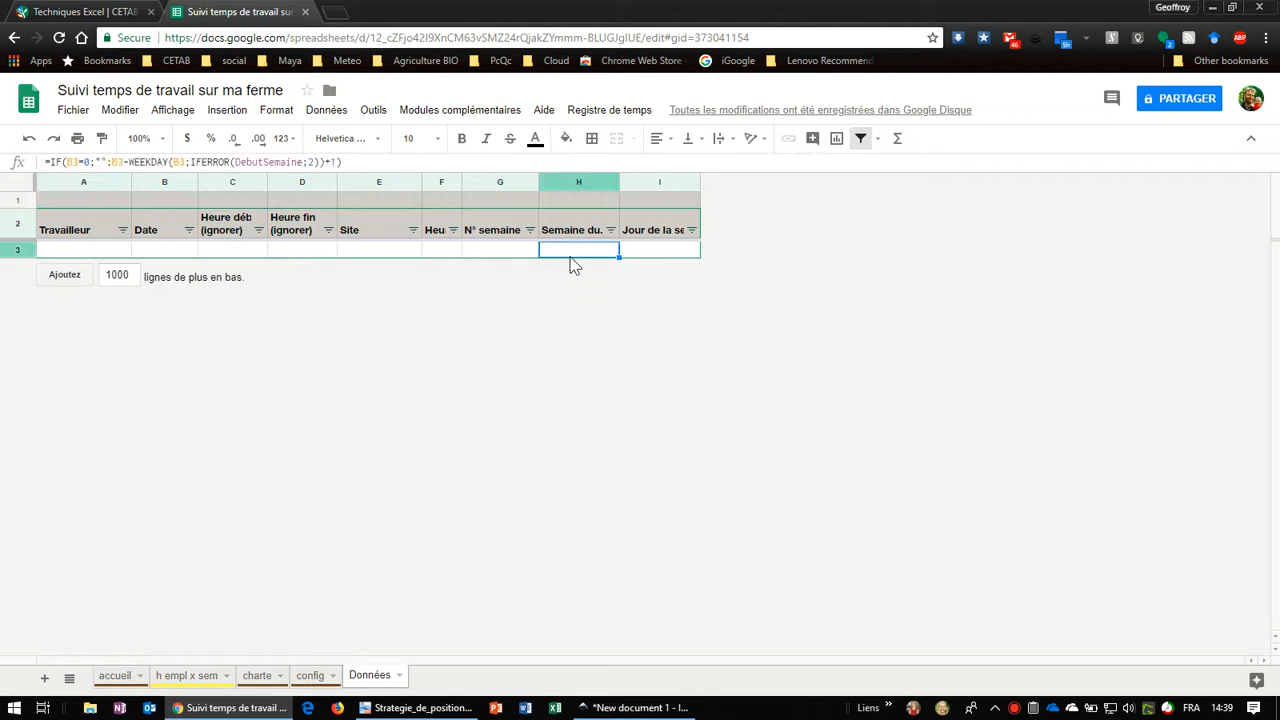 Techniques Excel | CETAB
Suivi temps de travail sur
Geoffroy
Secure
https://docs.google.com/spreadsheets/d/12_cZFjo42I9XnCM63vSMZ24rQjakZYmmm-BLUGJgIUE/edit#gid=373041154
Apps Bookmarks CETAB social Maya Meteo Agriculture BIO PcQc Cloud Chrome Web Store - iGoogle Lenovo Recommend Other bookmarks
Suivi temps de travail sur ma ferme
PARTAGER
Fichier Modifier Affichage Insertion Format Données Outils Modules complémentaires Aide Registre de temps Toutes les modifications ont été enregistrées dans Google Disque
100% $ % .0 .00 123 Helvetica ... 10 B I S A Σ
fx =IF(B3=0;"";B3-WEEKDAY(B3;IFERROR(DebutSemaine;2))+1)
A B C D E F G H I
1
2 Travailleur Date Heure déb (ignorer) Heure fin (ignorer) Site Heu N° semaine Semaine du. Jour de la se
3
Ajoutez 1000 lignes de plus en bas.
accueil h empl x sem charte config Données
Suivi temps de travail ... Strategie_de_position... *New document 1 - I... Liens FRA 14:39